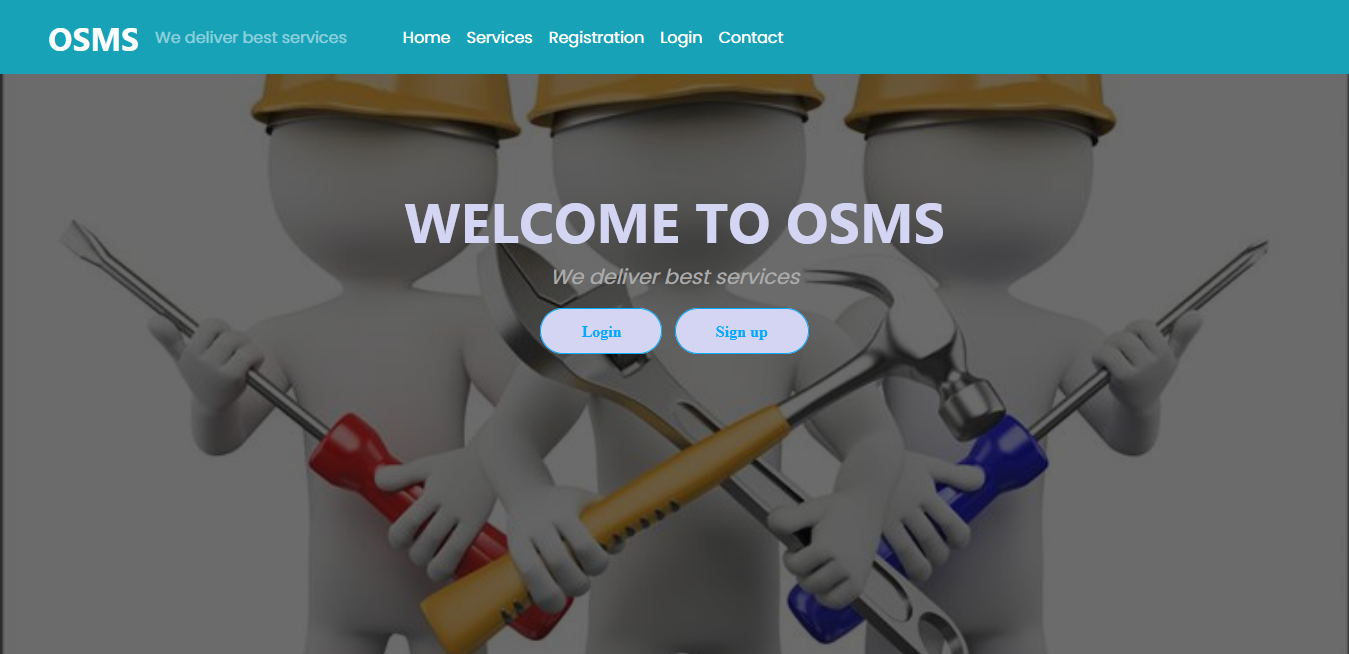 OSMS We deliver best services Home Services Registration Login Contact
WELCOME TO OSMS
We deliver best services
Login Sign up